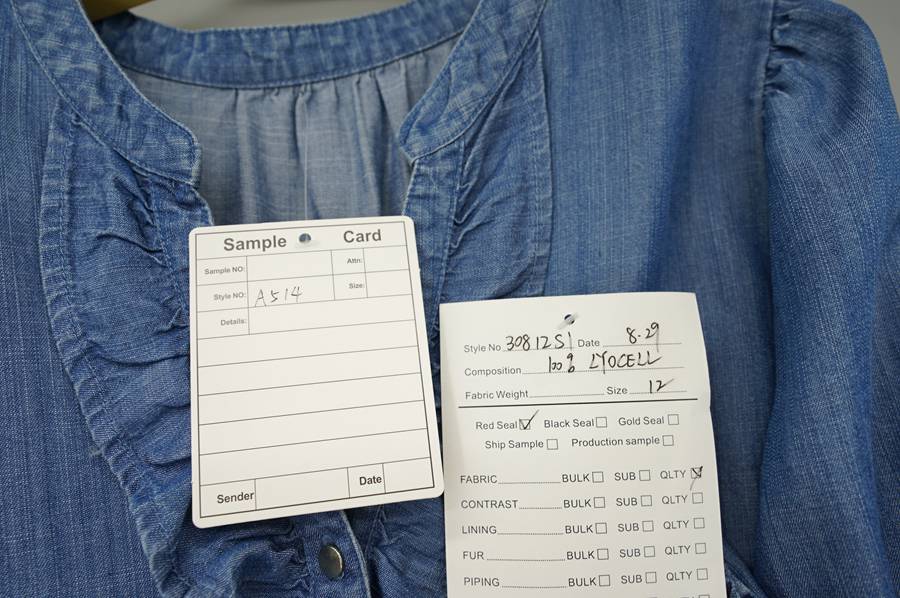 Sample Card
Sample NO: Attn:
Style NO: A514 Size:
Details:
Sender Date
Style No 30812S1 Date 8-29
Composition 100% LYOCELL
Fabric Weight Size 12
Red Seal Black Seal Gold Seal
Ship Sample Production sample
FABRIC BULK SUB QLTY
CONTRAST BULK SUB QLTY
LINING BULK SUB QLTY
FUR BULK SUB QLTY
PIPING BULK SUB QLTY